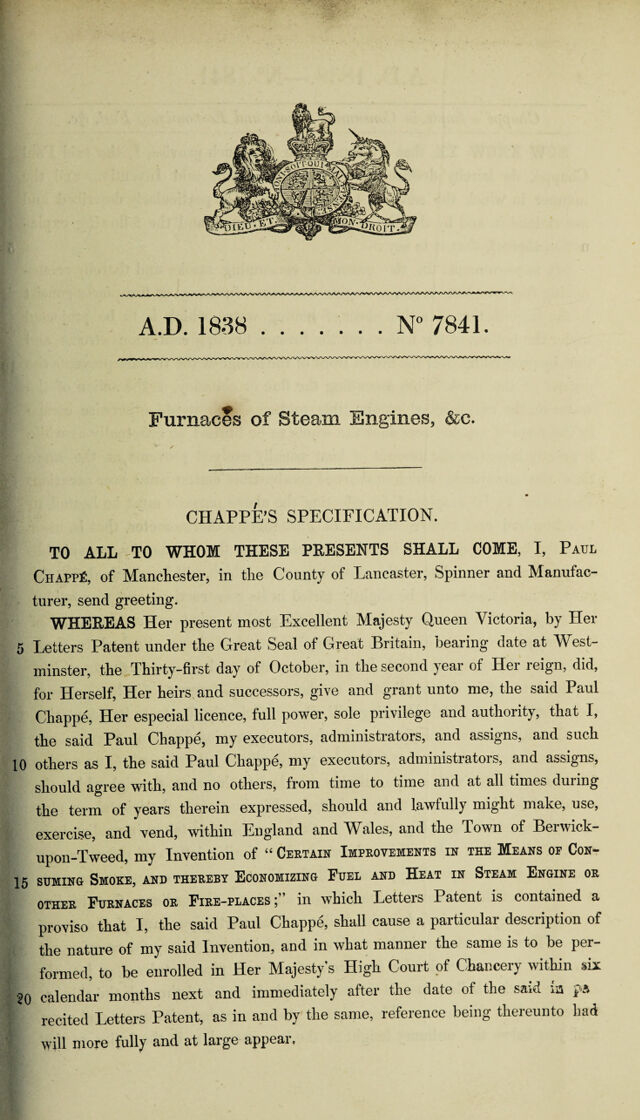 DIEU · ET · MON · DROIT ·
A.D. 1838 . . . . . . . Nº 7841.
Furnaces of Steam Engines, &c.
CHAPPÉ'S SPECIFICATION.
TO ALL TO WHOM THESE PRESENTS SHALL COME, I, PAUL
CHAPPÉ, of Manchester, in the County of Lancaster, Spinner and Manufac-
turer, send greeting.
WHEREAS Her present most Excellent Majesty Queen Victoria, by Her
5 Letters Patent under the Great Seal of Great Britain, bearing date at West-
minster, the Thirty-first day of October, in the second year of Her reign, did,
for Herself, Her heirs and successors, give and grant unto me, the said Paul
Chappé, Her especial licence, full power, sole privilege and authority, that I,
the said Paul Chappé, my executors, administrators, and assigns, and such
10 others as I, the said Paul Chappé, my executors, administrators, and assigns,
should agree with, and no others, from time to time and at all times during
the term of years therein expressed, should and lawfully might make, use,
exercise, and vend, within England and Wales, and the Town of Berwick-
upon-Tweed, my Invention of "CERTAIN IMPROVEMENTS IN THE MEANS OF CON-
15 SUMING SMOKE, AND THEREBY ECONOMIZING FUEL AND HEAT IN STEAM ENGINE OR
OTHER FURNACES OR FIRE-PLACES;" in which Letters Patent is contained a
proviso that I, the said Paul Chappé, shall cause a particular description of
the nature of my said Invention, and in what manner the same is to be per-
formed, to be enrolled in Her Majesty's High Court of Chancery within six
20 calendar months next and immediately after the date of the said in pa
recited Letters Patent, as in and by the same, reference being thereunto had
will more fully and at large appear.